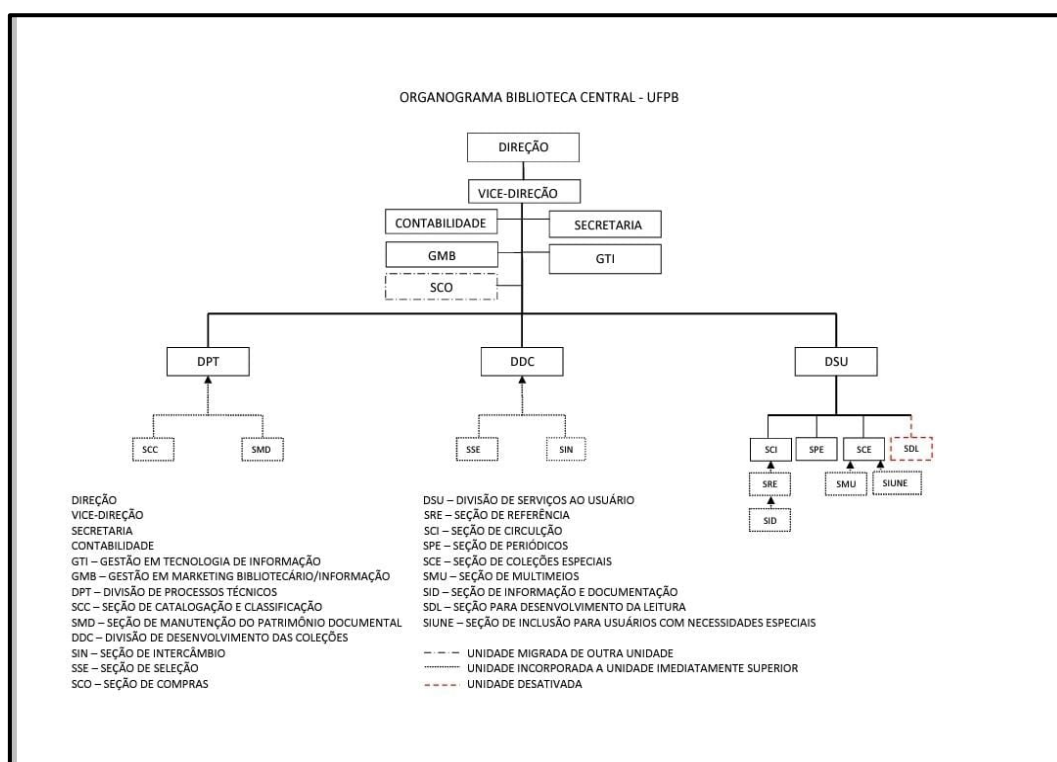 ORGANOGRAMA BIBLIOTECA CENTRAL - UFPB
DIREÇÃO
VICE-DIREÇÃO
CONTABILIDADE
SECRETARIA
GMB
GTI
SCO
DPT
DDC
DSU
SCC
SMD
SSE
SIN
SCI
SPE
SCE
SDL
SRE
SMU
SIUNE
SID
DIREÇÃO
VICE-DIREÇÃO
SECRETARIA
CONTABILIDADE
GTI – GESTÃO EM TECNOLOGIA DE INFORMAÇÃO
GMB – GESTÃO EM MARKETING BIBLIOTECÁRIO/INFORMAÇÃO
DPT – DIVISÃO DE PROCESSOS TÉCNICOS
SCC – SEÇÃO DE CATALOGAÇÃO E CLASSIFICAÇÃO
SMD – SEÇÃO DE MANUTENÇÃO DO PATRIMÔNIO DOCUMENTAL
DDC – DIVISÃO DE DESENVOLVIMENTO DAS COLEÇÕES
SIN – SEÇÃO DE INTERCÂMBIO
SSE – SEÇÃO DE SELEÇÃO
SCO – SEÇÃO DE COMPRAS
DSU – DIVISÃO DE SERVIÇOS AO USUÁRIO
SRE – SEÇÃO DE REFERÊNCIA
SCI – SEÇÃO DE CIRCULÇÃO
SPE – SEÇÃO DE PERIÓDICOS
SCE – SEÇÃO DE COLEÇÕES ESPECIAIS
SMU – SEÇÃO DE MULTIMEIOS
SID – SEÇÃO DE INFORMAÇÃO E DOCUMENTAÇÃO
SDL – SEÇÃO PARA DESENVOLVIMENTO DA LEITURA
SIUNE – SEÇÃO DE INCLUSÃO PARA USUÁRIOS COM NECESSIDADES ESPECIAIS
UNIDADE MIGRADA DE OUTRA UNIDADE
UNIDADE INCORPORADA A UNIDADE IMEDIATAMENTE SUPERIOR
UNIDADE DESATIVADA